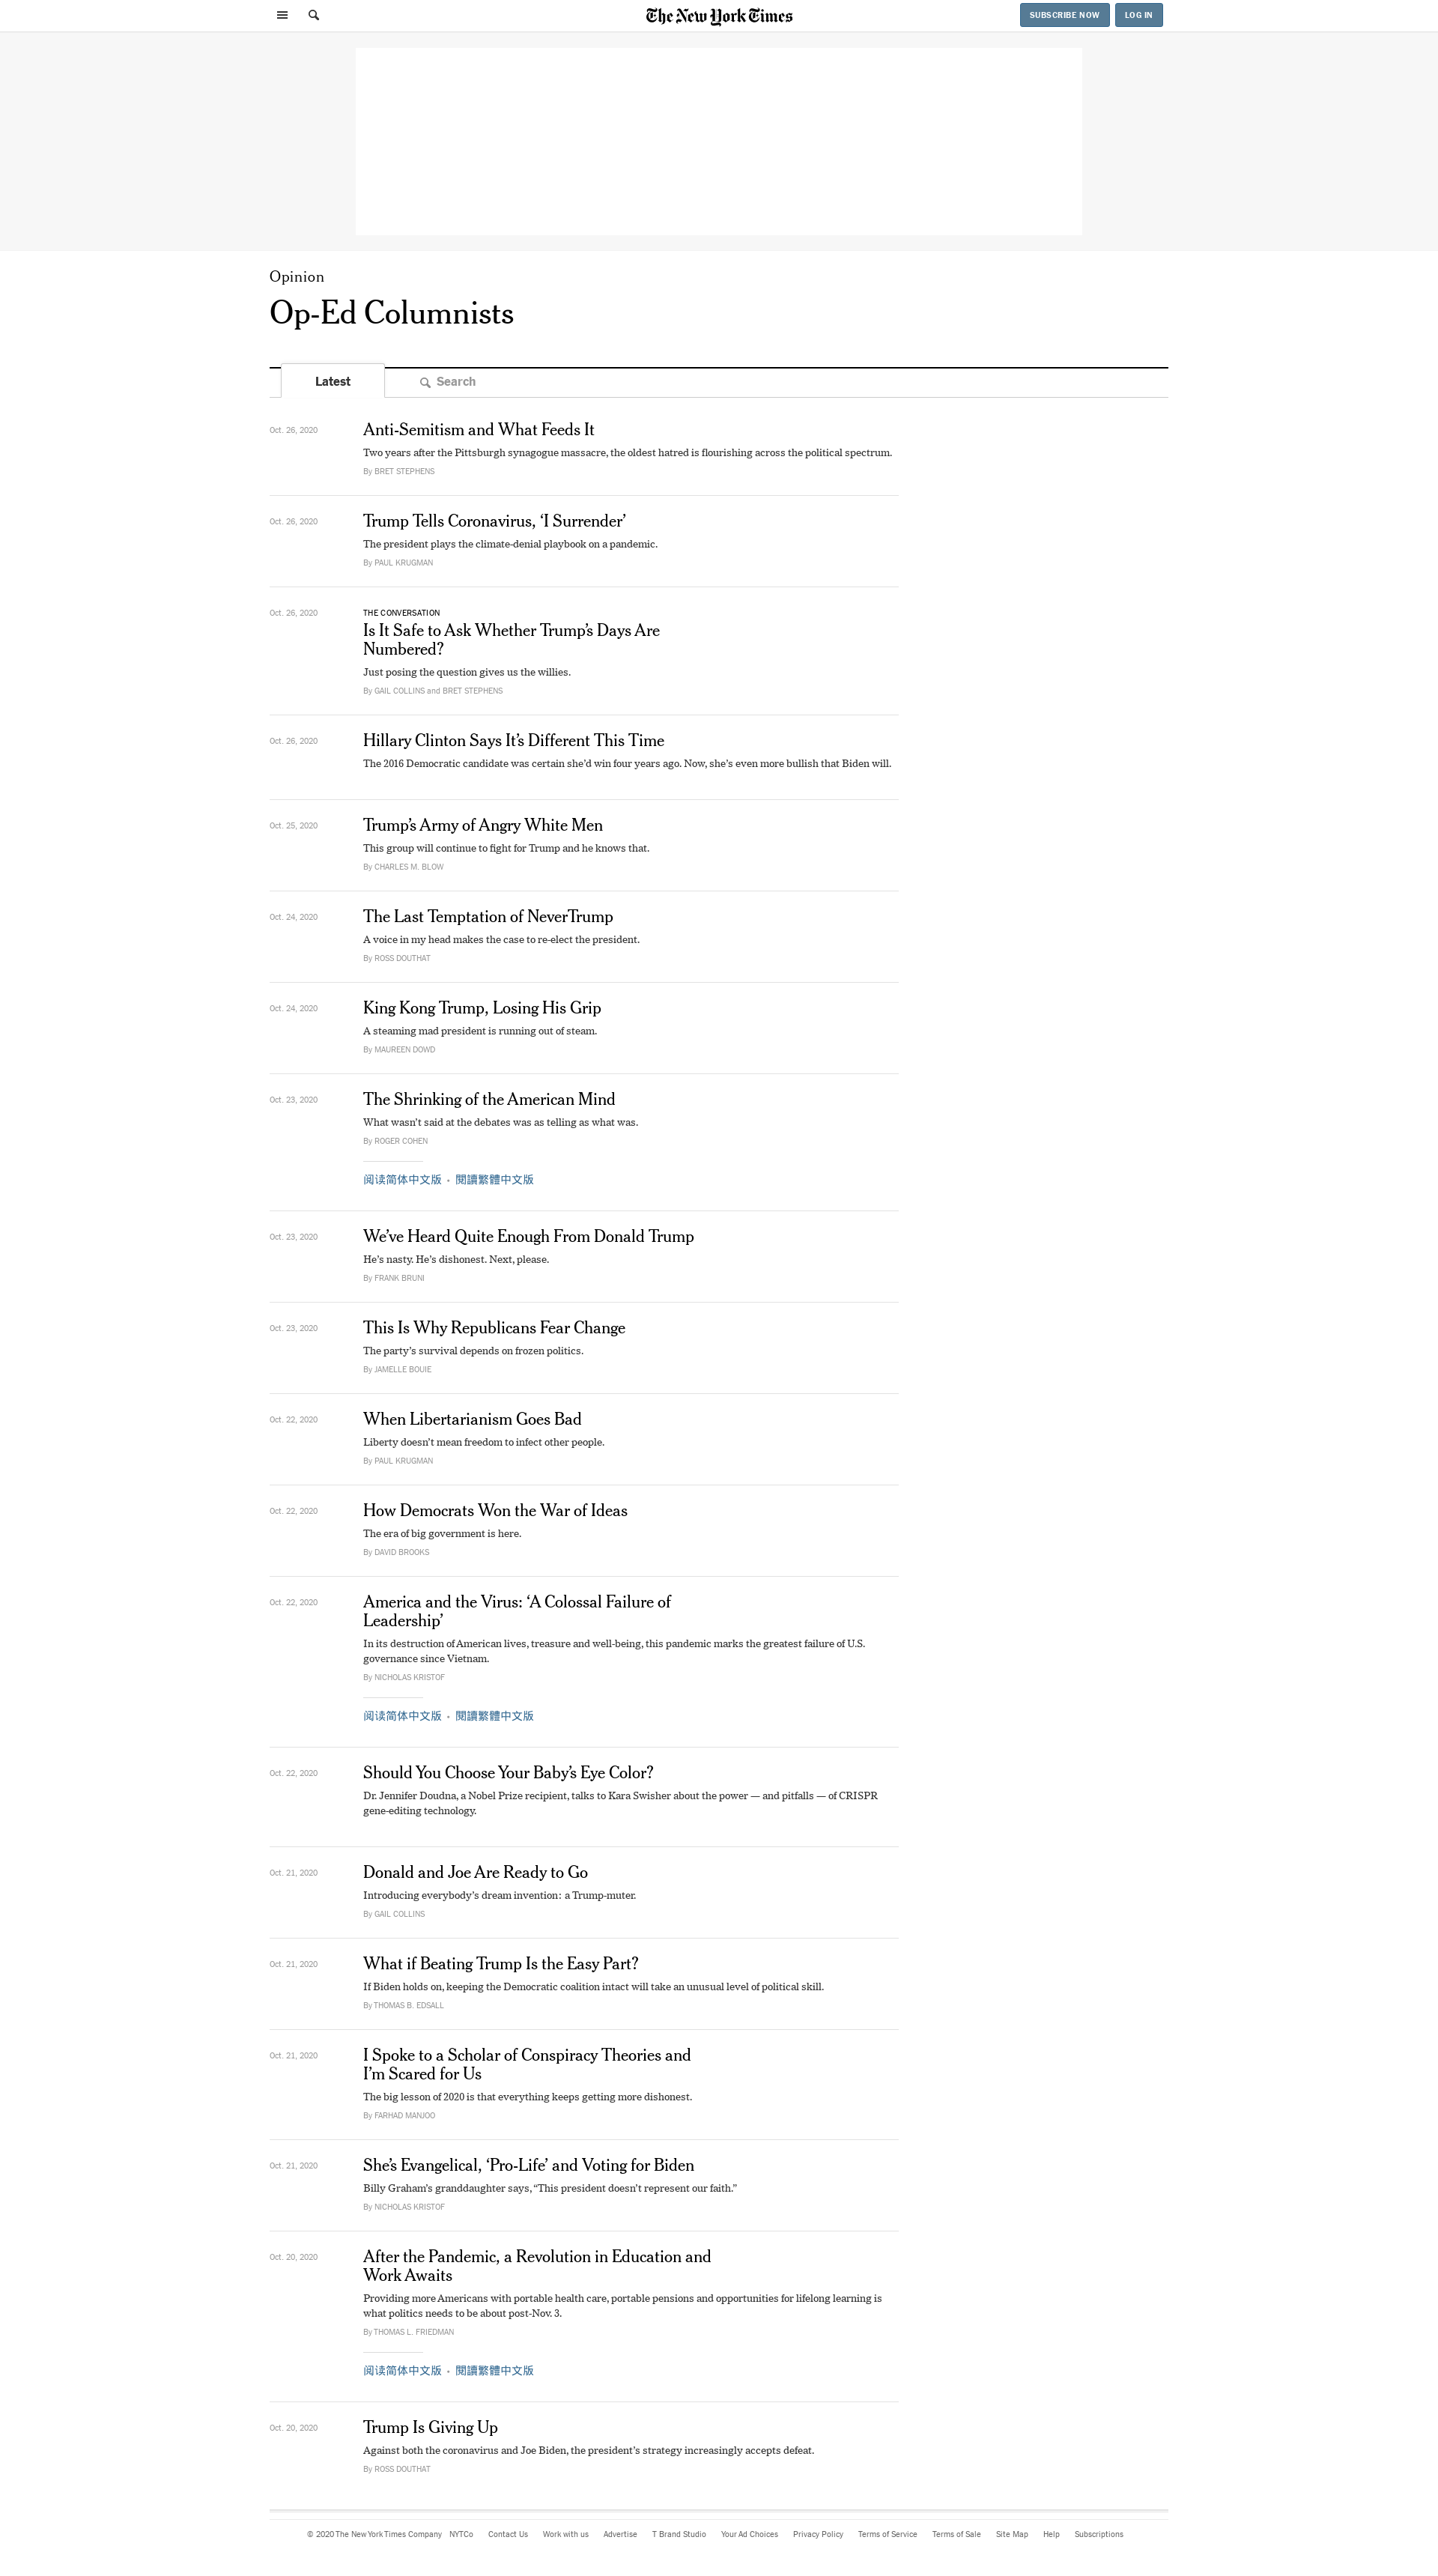 The New York Times
SUBSCRIBE NOW
LOG IN
Opinion
Op-Ed Columnists
Latest
Search
Oct. 26, 2020
Anti-Semitism and What Feeds It
Two years after the Pittsburgh synagogue massacre, the oldest hatred is flourishing across the political spectrum.
By BRET STEPHENS
Oct. 26, 2020
Trump Tells Coronavirus, ‘I Surrender’
The president plays the climate-denial playbook on a pandemic.
By PAUL KRUGMAN
Oct. 26, 2020
THE CONVERSATION
Is It Safe to Ask Whether Trump’s Days Are
Numbered?
Just posing the question gives us the willies.
By GAIL COLLINS and BRET STEPHENS
Oct. 26, 2020
Hillary Clinton Says It’s Different This Time
The 2016 Democratic candidate was certain she’d win four years ago. Now, she’s even more bullish that Biden will.
Oct. 25, 2020
Trump’s Army of Angry White Men
This group will continue to fight for Trump and he knows that.
By CHARLES M. BLOW
Oct. 24, 2020
The Last Temptation of NeverTrump
A voice in my head makes the case to re-elect the president.
By ROSS DOUTHAT
Oct. 24, 2020
King Kong Trump, Losing His Grip
A steaming mad president is running out of steam.
By MAUREEN DOWD
Oct. 23, 2020
The Shrinking of the American Mind
What wasn’t said at the debates was as telling as what was.
By ROGER COHEN
阅读简体中文版 • 閱讀繁體中文版
Oct. 23, 2020
We’ve Heard Quite Enough From Donald Trump
He’s nasty. He’s dishonest. Next, please.
By FRANK BRUNI
Oct. 23, 2020
This Is Why Republicans Fear Change
The party’s survival depends on frozen politics.
By JAMELLE BOUIE
Oct. 22, 2020
When Libertarianism Goes Bad
Liberty doesn’t mean freedom to infect other people.
By PAUL KRUGMAN
Oct. 22, 2020
How Democrats Won the War of Ideas
The era of big government is here.
By DAVID BROOKS
Oct. 22, 2020
America and the Virus: ‘A Colossal Failure of
Leadership’
In its destruction of American lives, treasure and well-being, this pandemic marks the greatest failure of U.S.
governance since Vietnam.
By NICHOLAS KRISTOF
阅读简体中文版 • 閱讀繁體中文版
Oct. 22, 2020
Should You Choose Your Baby’s Eye Color?
Dr. Jennifer Doudna, a Nobel Prize recipient, talks to Kara Swisher about the power — and pitfalls — of CRISPR
gene-editing technology.
Oct. 21, 2020
Donald and Joe Are Ready to Go
Introducing everybody’s dream invention: a Trump-muter.
By GAIL COLLINS
Oct. 21, 2020
What if Beating Trump Is the Easy Part?
If Biden holds on, keeping the Democratic coalition intact will take an unusual level of political skill.
By THOMAS B. EDSALL
Oct. 21, 2020
I Spoke to a Scholar of Conspiracy Theories and
I’m Scared for Us
The big lesson of 2020 is that everything keeps getting more dishonest.
By FARHAD MANJOO
Oct. 21, 2020
She’s Evangelical, ‘Pro-Life’ and Voting for Biden
Billy Graham’s granddaughter says, “This president doesn’t represent our faith.”
By NICHOLAS KRISTOF
Oct. 20, 2020
After the Pandemic, a Revolution in Education and
Work Awaits
Providing more Americans with portable health care, portable pensions and opportunities for lifelong learning is
what politics needs to be about post-Nov. 3.
By THOMAS L. FRIEDMAN
阅读简体中文版 • 閱讀繁體中文版
Oct. 20, 2020
Trump Is Giving Up
Against both the coronavirus and Joe Biden, the president’s strategy increasingly accepts defeat.
By ROSS DOUTHAT
© 2020 The New York Times Company NYTCo Contact Us Work with us Advertise T Brand Studio Your Ad Choices Privacy Policy Terms of Service Terms of Sale Site Map Help Subscriptions